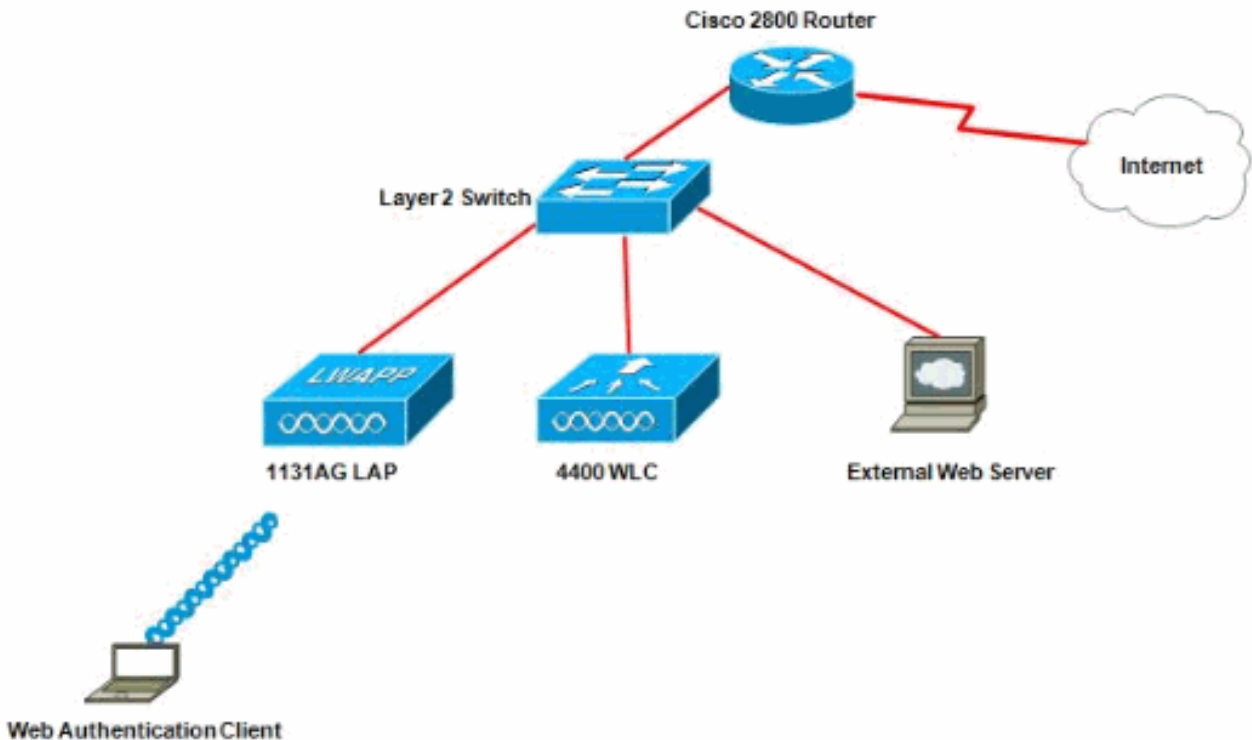 Cisco 2800 Router
Internet
Layer 2 Switch
LWAPP
1131AG LAP
4400 WLC
External Web Server
Web Authentication Client